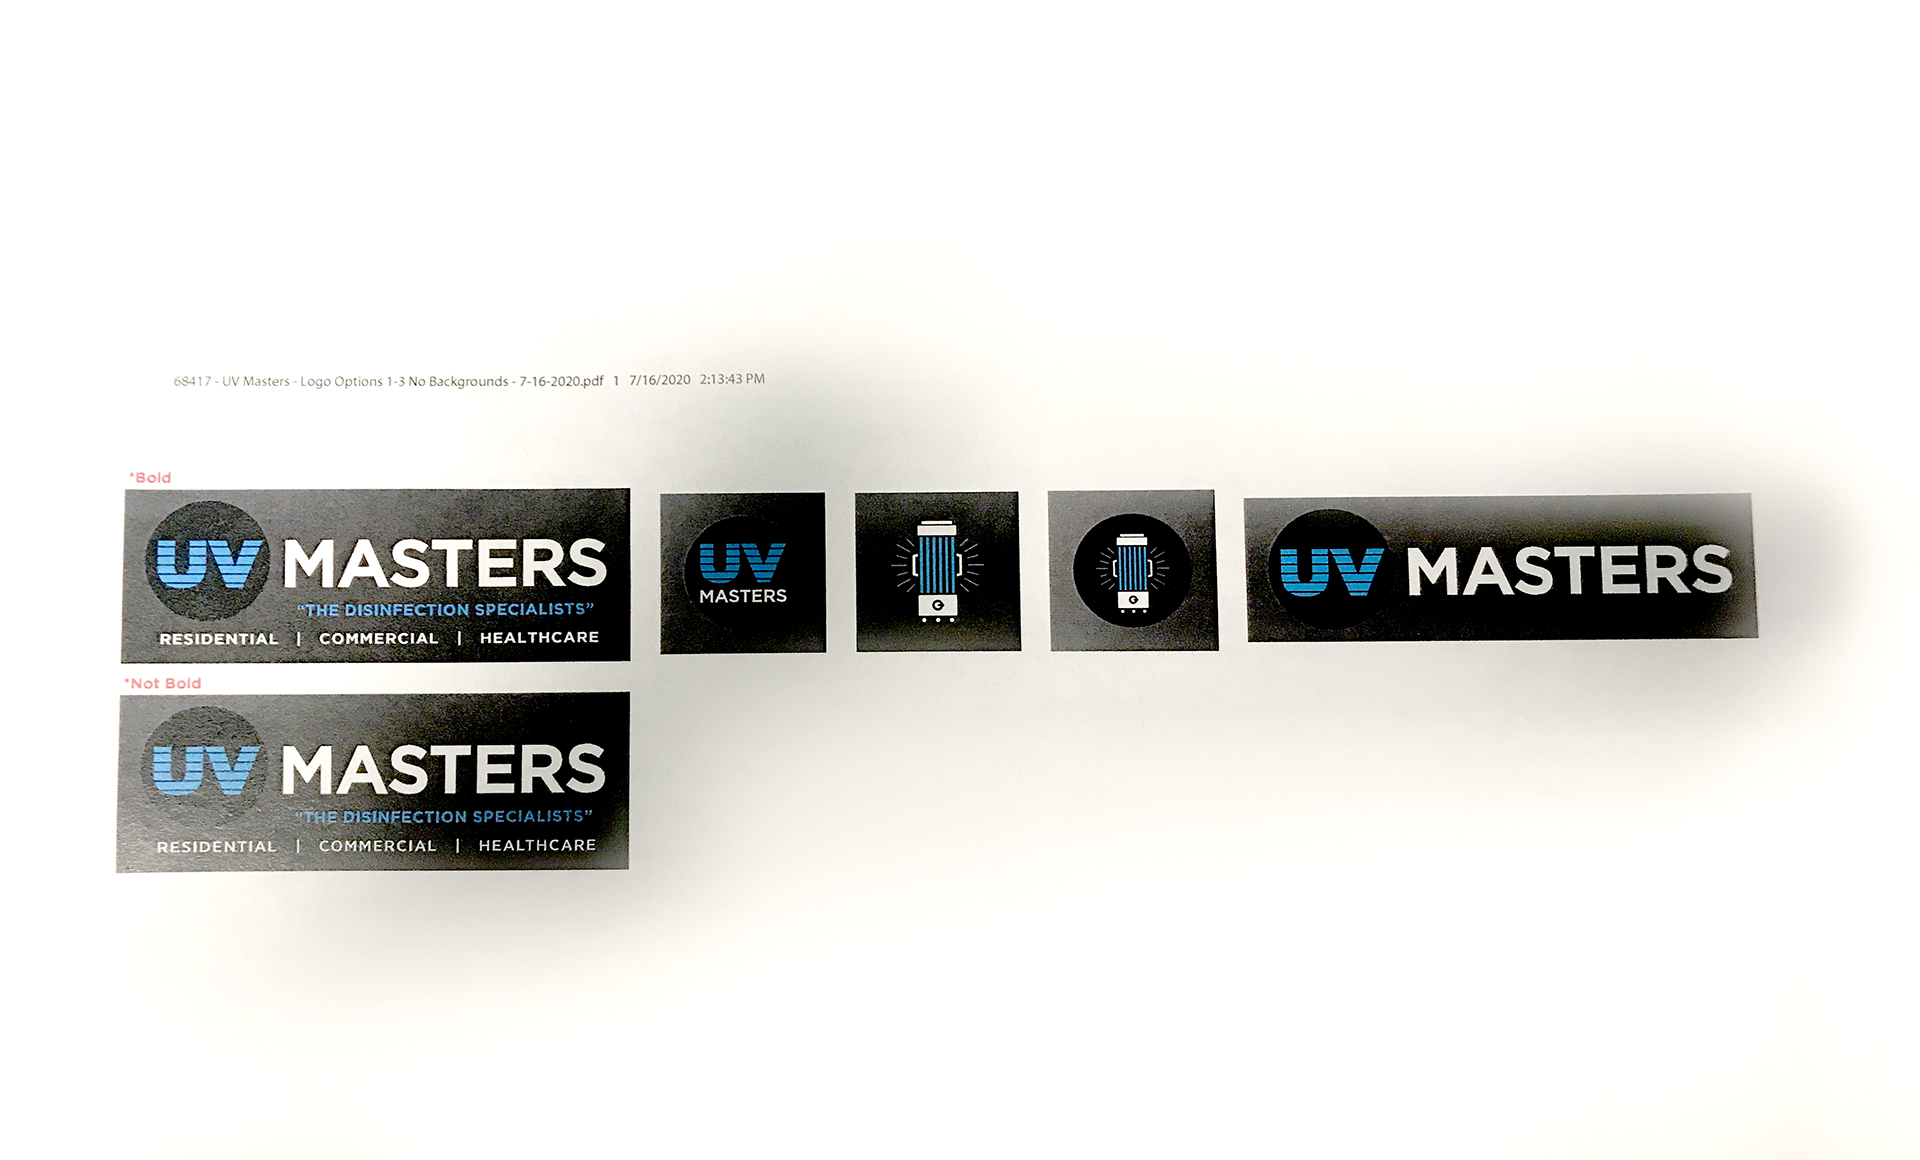 68417 - UV Masters - Logo Options 1-3 No Backgrounds - 7-16-2020.pdf 1 7/16/2020 2:13:43 PM
*Bold
UV MASTERS
“THE DISINFECTION SPECIALISTS”
RESIDENTIAL | COMMERCIAL | HEALTHCARE
UV
MASTERS
UV MASTERS
*Not Bold
UV MASTERS
“THE DISINFECTION SPECIALISTS”
RESIDENTIAL | COMMERCIAL | HEALTHCARE